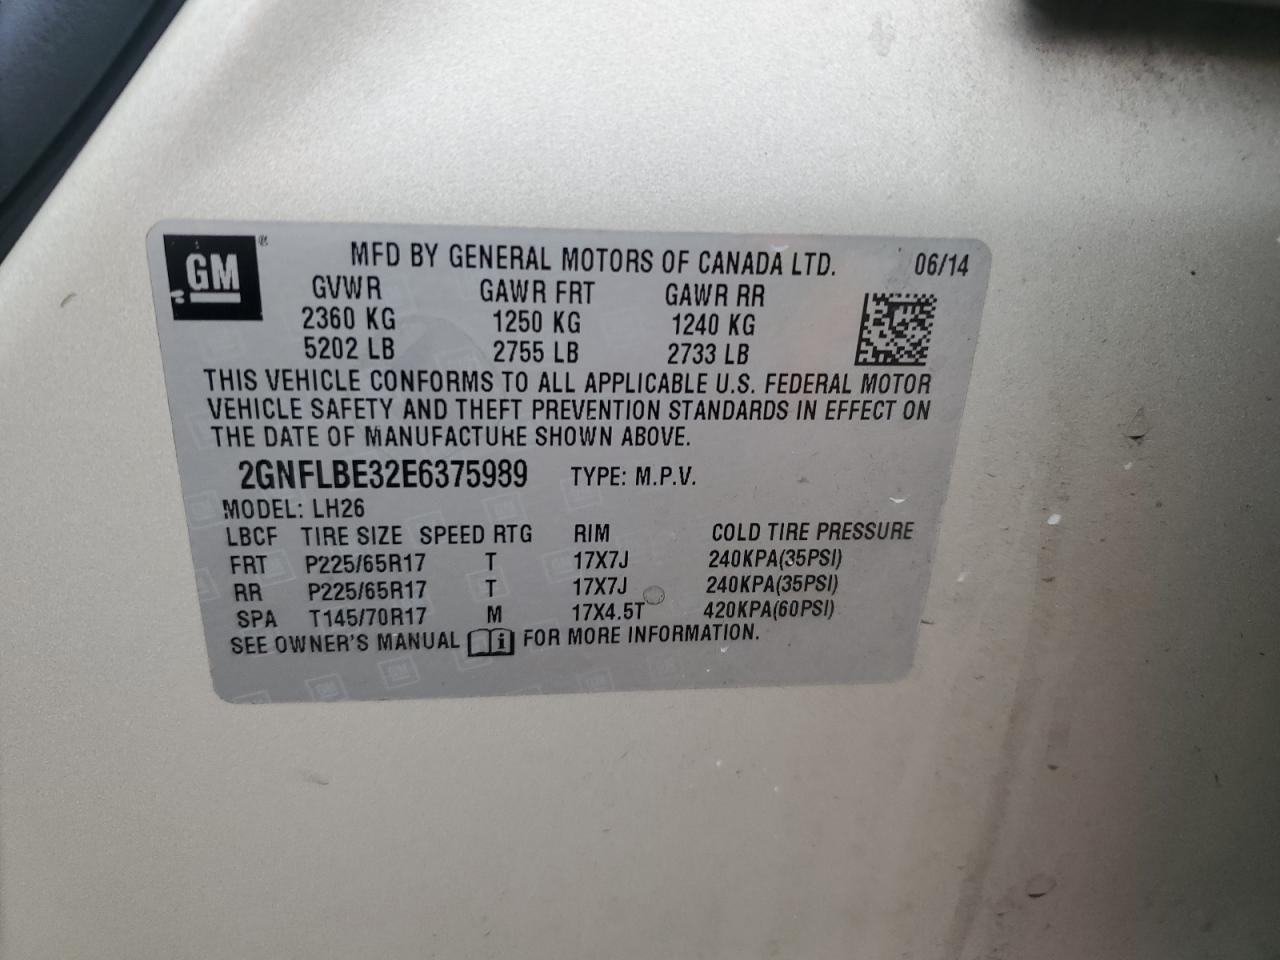 GM ® MFD BY GENERAL MOTORS OF CANADA LTD. 06/14
GVWR GAWR FRT GAWR RR
2360 KG 1250 KG 1240 KG
5202 LB 2755 LB 2733 LB
THIS VEHICLE CONFORMS TO ALL APPLICABLE U.S. FEDERAL MOTOR
VEHICLE SAFETY AND THEFT PREVENTION STANDARDS IN EFFECT ON
THE DATE OF MANUFACTURE SHOWN ABOVE.
2GNFLBE32E6375989 TYPE: M.P.V.
MODEL: LH26
LBCF TIRE SIZE SPEED RTG RIM COLD TIRE PRESSURE
FRT P225/65R17 T 17X7J 240KPA(35PSI)
RR P225/65R17 T 17X7J 240KPA(35PSI)
SPA T145/70R17 M 17X4.5T 420KPA(60PSI)
SEE OWNER'S MANUAL i FOR MORE INFORMATION.